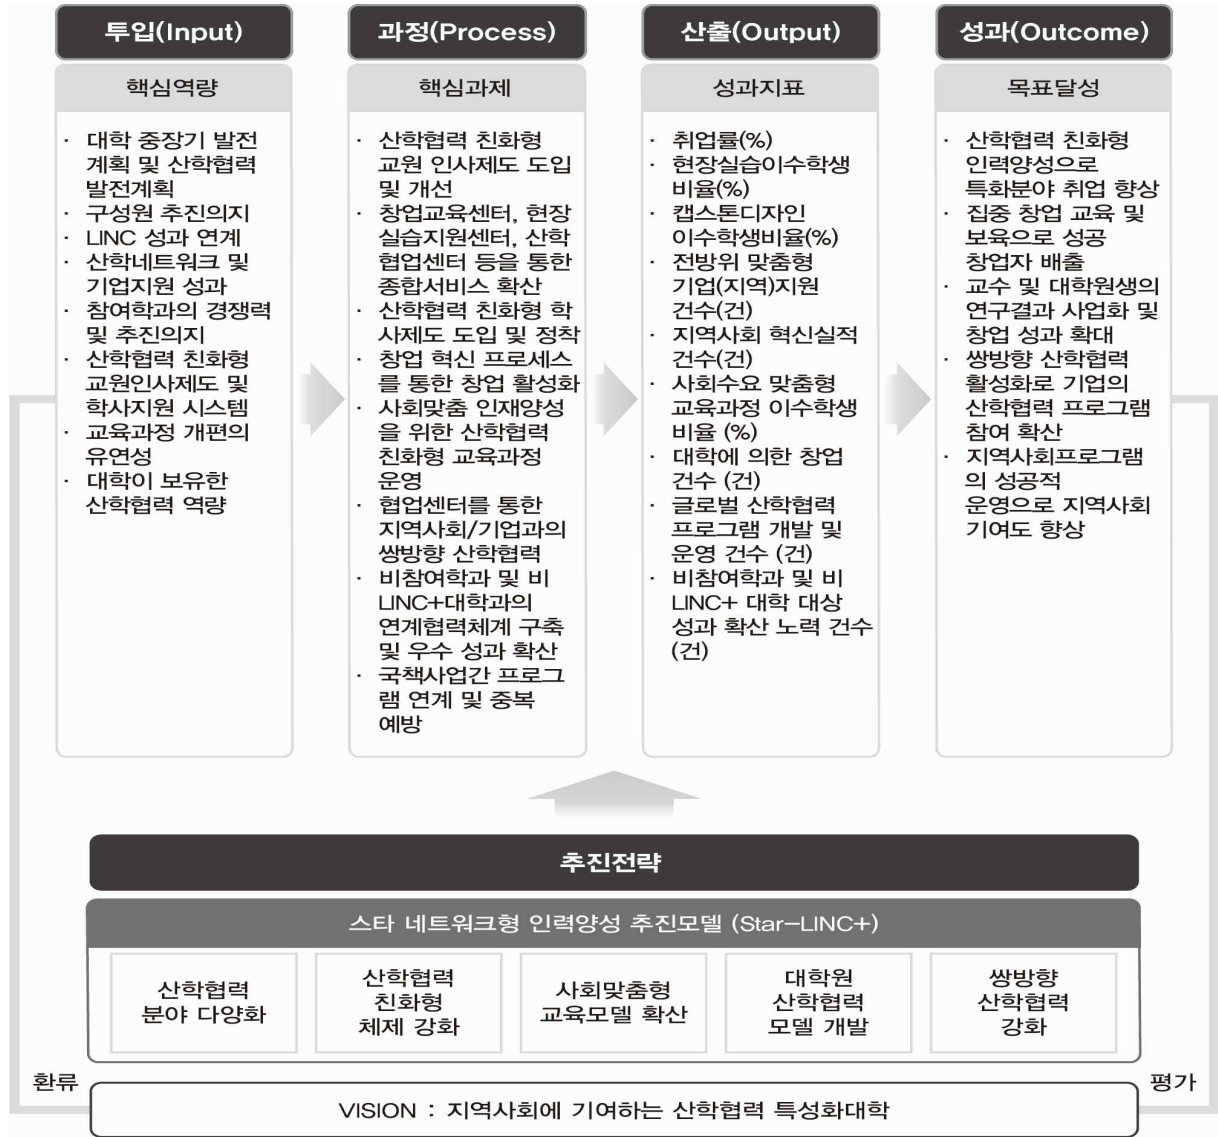 투입(Input)
핵심역량
· 대학 중장기 발전
계획 및 산학협력
발전계획
· 구성원 추진의지
· LINC 성과 연계
· 산학네트워크 및
기업지원 성과
· 참여학과의 경쟁력
및 추진의지
· 산학협력 친화형
교원인사제도 및
학사지원 시스템
· 교육과정 개편의
유연성
· 대학이 보유한
산학협력 역량
과정(Process)
핵심과제
· 산학협력 친화형
교원 인사제도 도입
및 개선
· 창업교육센터, 현장
실습지원센터, 산학
협업센터 등을 통한
종합서비스 확산
· 산학협력 친화형 학
사제도 도입 및 정착
· 창업 혁신 프로세스
를 통한 창업 활성화
· 사회맞춤 인재양성
을 위한 산학협력
친화형 교육과정
운영
· 협업센터를 통한
지역사회/기업과의
쌍방향 산학협력
· 비참여학과 및 비
LINC+대학과의
연계협력체계 구축
및 우수 성과 확산
· 국책사업간 프로그
램 연계 및 중복
예방
산출(Output)
성과지표
· 취업률(%)
· 현장실습이수학생
비율(%)
· 캡스톤디자인
이수학생비율(%)
· 전방위 맞춤형
기업(지역)지원
건수(건)
· 지역사회 혁신실적
건수(건)
· 사회수요 맞춤형
교육과정 이수학생
비율 (%)
· 대학에 의한 창업
건수 (건)
· 글로벌 산학협력
프로그램 개발 및
운영 건수 (건)
· 비참여학과 및 비
LINC+ 대학 대상
성과 확산 노력 건수
(건)
성과(Outcome)
목표달성
· 산학협력 친화형
인력양성으로
특화분야 취업 향상
· 집중 창업 교육 및
보육으로 성공
창업자 배출
· 교수 및 대학원생의
연구결과 사업화 및
창업 성과 확대
· 쌍방향 산학협력
활성화로 기업의
산학협력 프로그램
참여 확산
· 지역사회프로그램
의 성공적
운영으로 지역사회
기여도 향상
추진전략
스타 네트워크형 인력양성 추진모델 (Star-LINC+)
산학협력
분야 다양화
산학협력
친화형
체제 강화
사회맞춤형
교육모델 확산
대학원
산학협력
모델 개발
쌍방향
산학협력
강화
환류
평가
VISION : 지역사회에 기여하는 산학협력 특성화대학